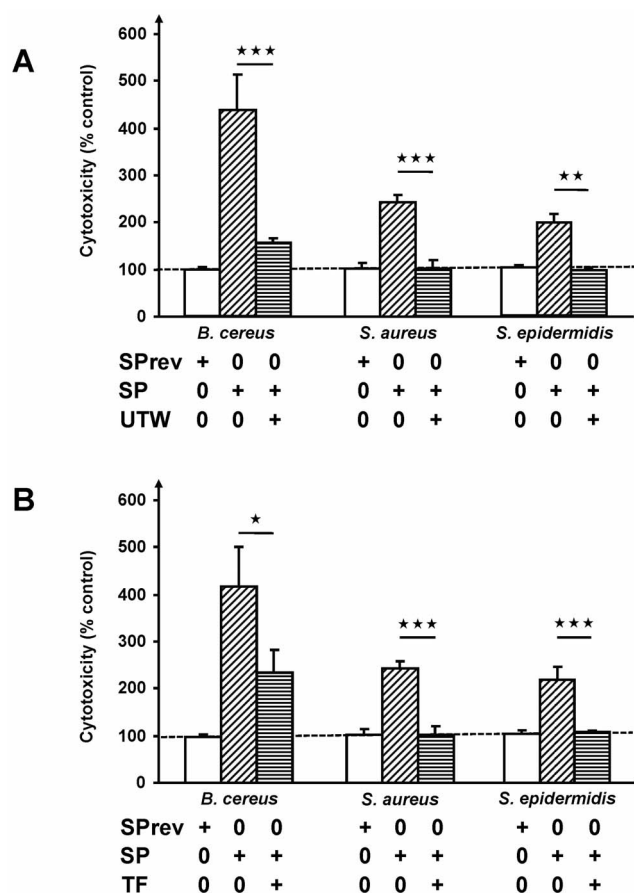 A
Cytotoxicity (% control)
600
500
400
300
200
100
0
★★★
★★★
★★
B. cereus
S. aureus
S. epidermidis
SPrev + 0 0 + 0 0 + 0 0
SP 0 + + 0 + + 0 + +
UTW 0 0 + 0 0 + 0 0 +
B
Cytotoxicity (% control)
600
500
400
300
200
100
0
★
★★★
★★★
B. cereus
S. aureus
S. epidermidis
SPrev + 0 0 + 0 0 + 0 0
SP 0 + + 0 + + 0 + +
TF 0 0 + 0 0 + 0 0 +